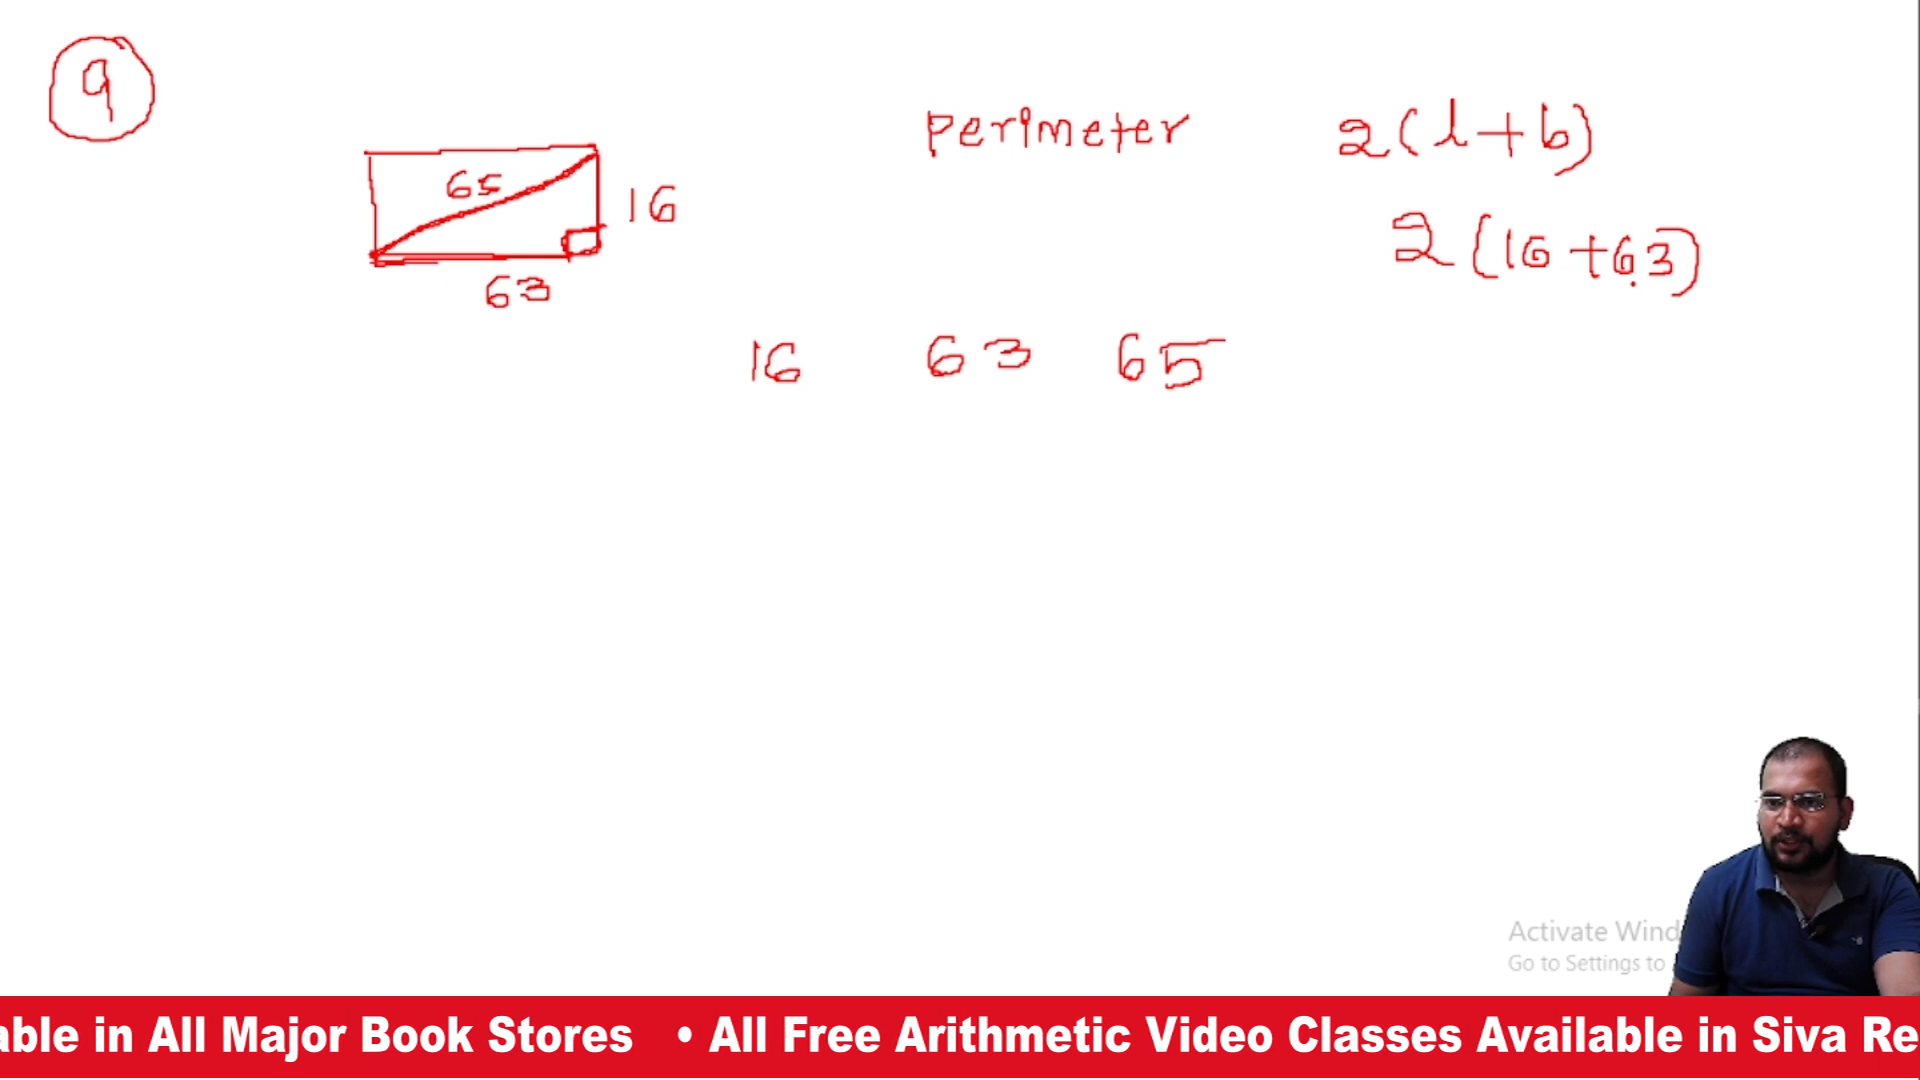 9
perimeter 2(l+b)
65
16
2(16+63)
63
16 63 65
Activate Wind
Go to Settings to
able in All Major Book Stores • All Free Arithmetic Video Classes Available in Siva Re